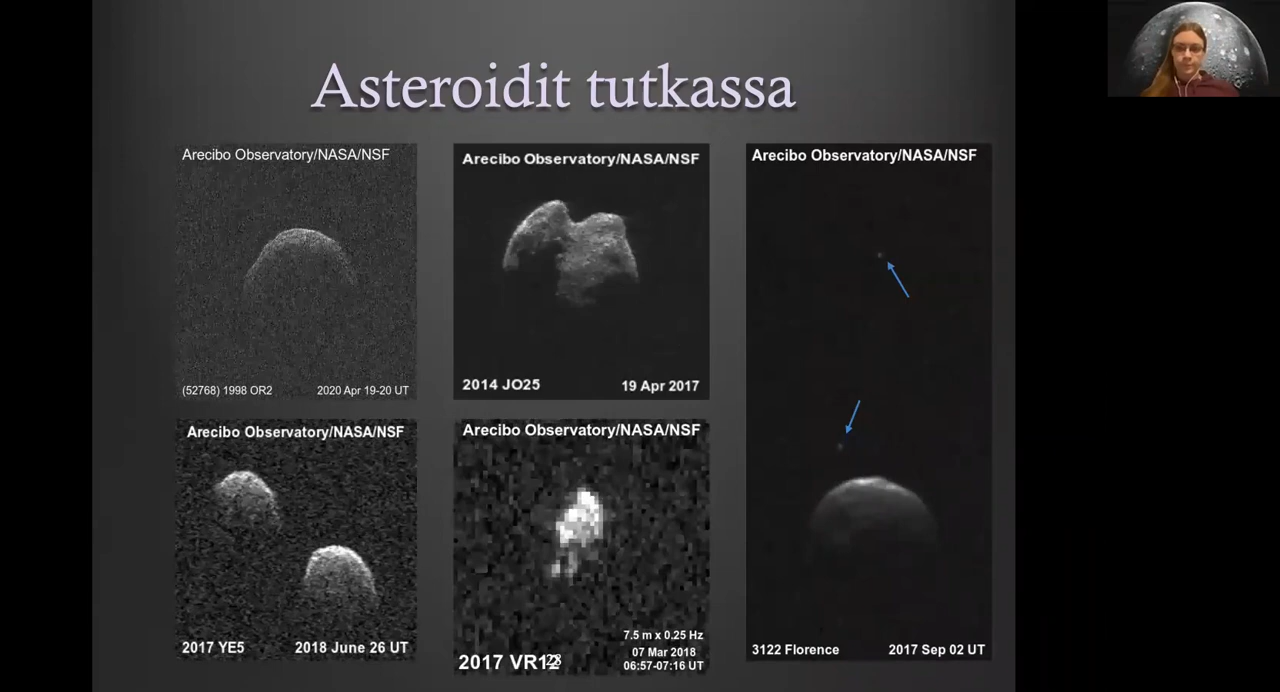 Asteroidit tutkassa
Arecibo Observatory/NASA/NSF
(52768) 1998 OR2 2020 Apr 19-20 UT
Arecibo Observatory/NASA/NSF
2014 JO25 19 Apr 2017
Arecibo Observatory/NASA/NSF
3122 Florence 2017 Sep 02 UT
Arecibo Observatory/NASA/NSF
2017 YE5 2018 June 26 UT
Arecibo Observatory/NASA/NSF
7.5 m x 0.25 Hz
07 Mar 2018
06:57-07:16 UT
2017 VR12
23